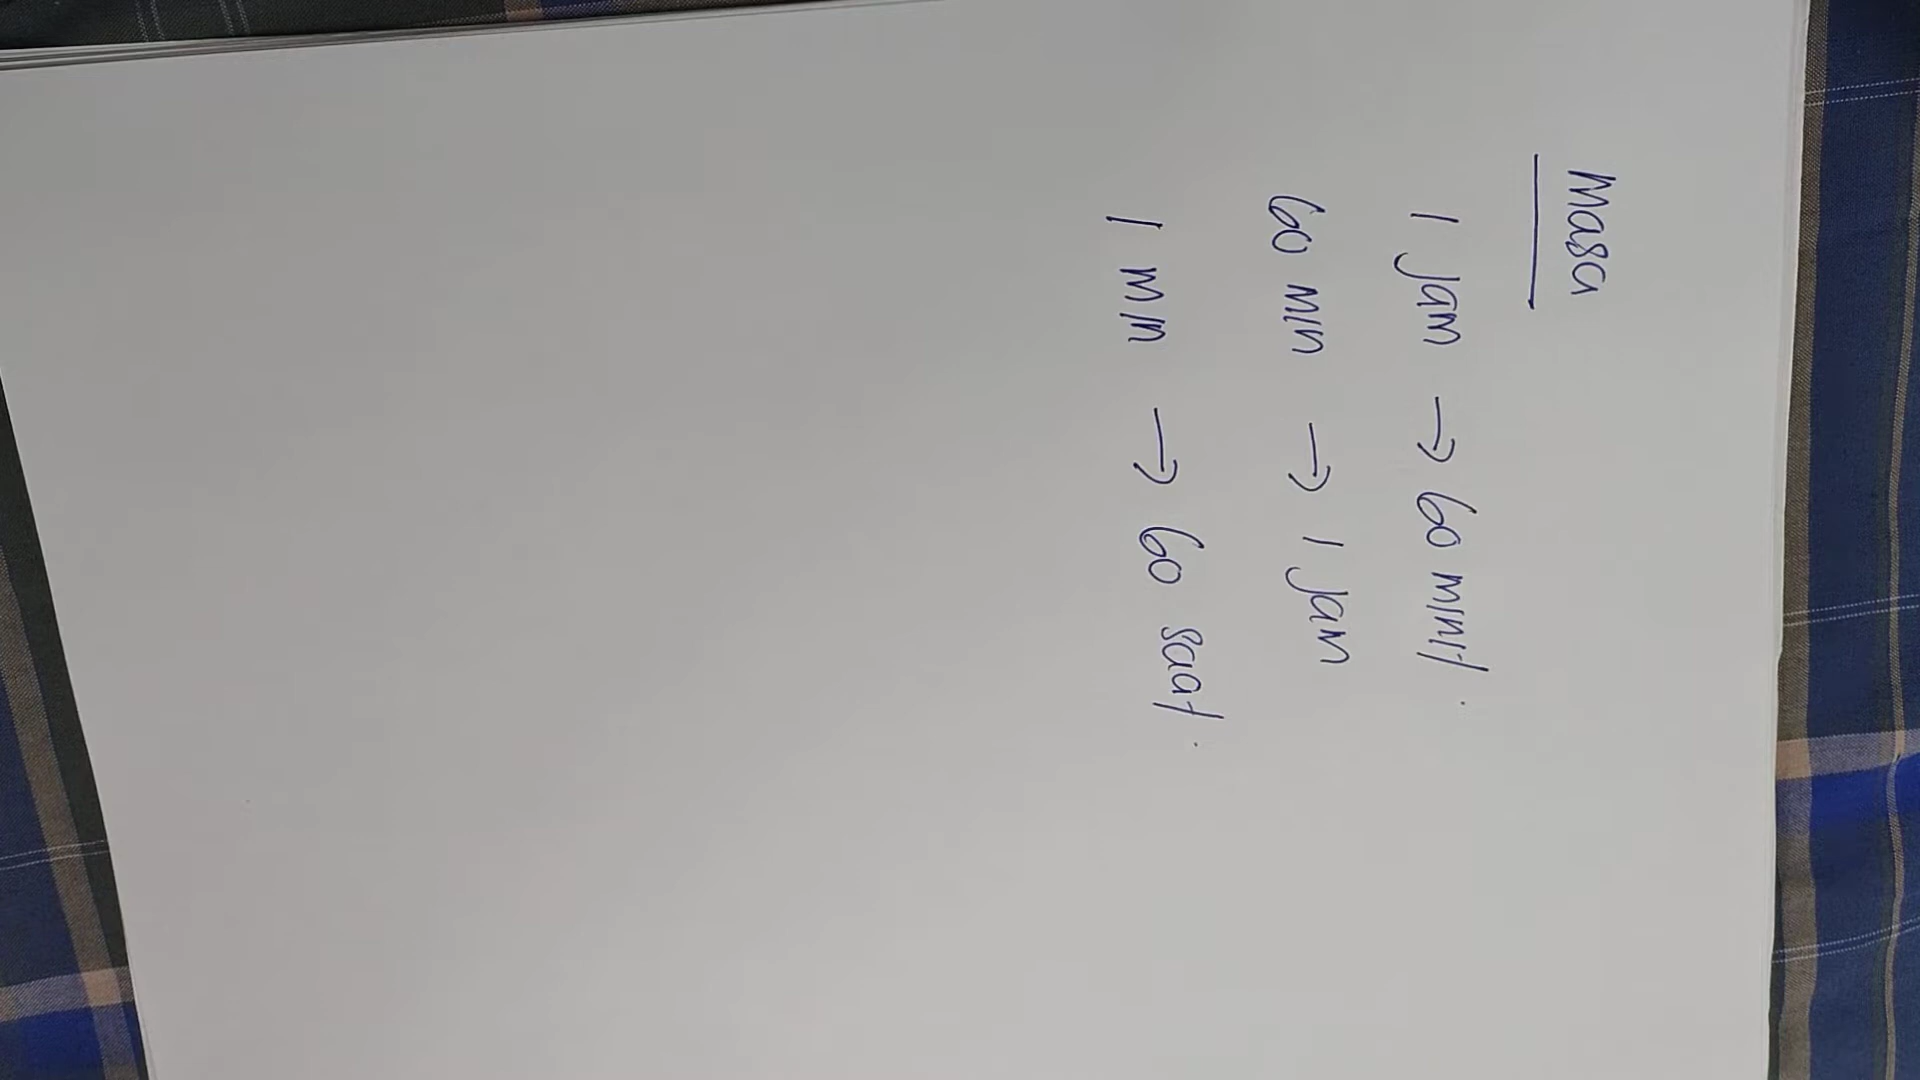 Masa
1 jam → 60 minit.
60 min → 1 jam
1 min → 60 saat.